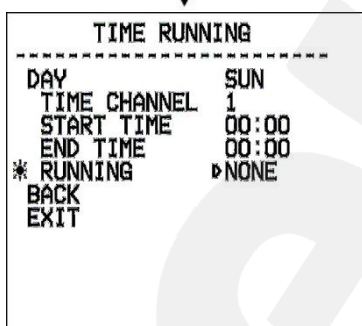 TIME RUNNING
DAY SUN
TIME CHANNEL 1
START TIME 00:00
END TIME 00:00
RUNNING NONE
BACK
EXIT